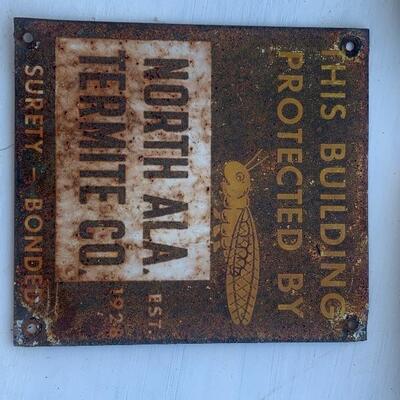 THIS BUILDING
PROTECTED BY
NORTH ALA. EST.
TERMITE CO. 1928
SURETY — BONDED